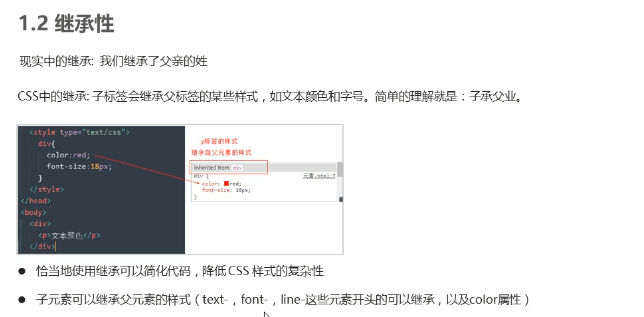 1.2 继承性
现实中的继承: 我们继承了父亲的姓
CSS中的继承: 子标签会继承父标签的某些样式，如文本颜色和字号。简单的理解就是：子承父业。
<style type="text/css">
div{
color:red;
font-size:18px;
}
</style>
</head>
<body>
<div>
<p>文本颜色</p>
</div>
p标签的样式
继承自父元素的样式
Inherited from div
div { 元素.html:7
color: red;
font-size: 18px;
}
● 恰当地使用继承可以简化代码，降低 CSS 样式的复杂性
● 子元素可以继承父元素的样式（text-，font-，line-这些元素开头的可以继承，以及color属性）